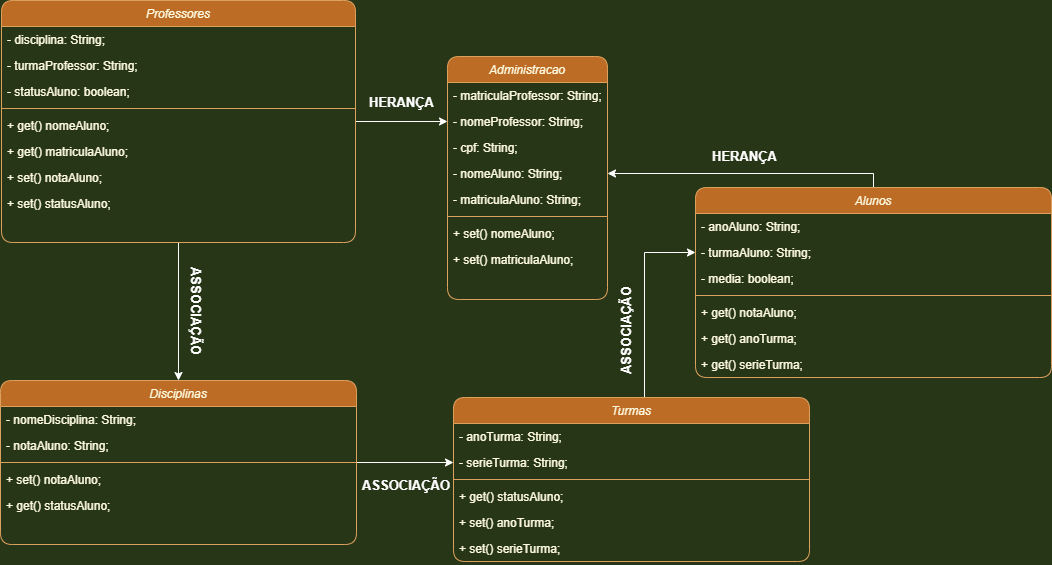 Professores
- disciplina: String;
- turmaProfessor: String;
- statusAluno: boolean;
+ get() nomeAluno;
+ get() matriculaAluno;
+ set() notaAluno;
+ set() statusAluno;
HERANÇA
Administracao
- matriculaProfessor: String;
- nomeProfessor: String;
- cpf: String;
- nomeAluno: String;
- matriculaAluno: String;
+ set() nomeAluno;
+ set() matriculaAluno;
HERANÇA
Alunos
- anoAluno: String;
- turmaAluno: String;
- media: boolean;
+ get() notaAluno;
+ get() anoTurma;
+ get() serieTurma;
ASSOCIAÇÃO
ASSOCIAÇÃO
Disciplinas
- nomeDisciplina: String;
- notaAluno: String;
+ set() notaAluno;
+ get() statusAluno;
ASSOCIAÇÃO
Turmas
- anoTurma: String;
- serieTurma: String;
+ get() statusAluno;
+ set() anoTurma;
+ set() serieTurma;